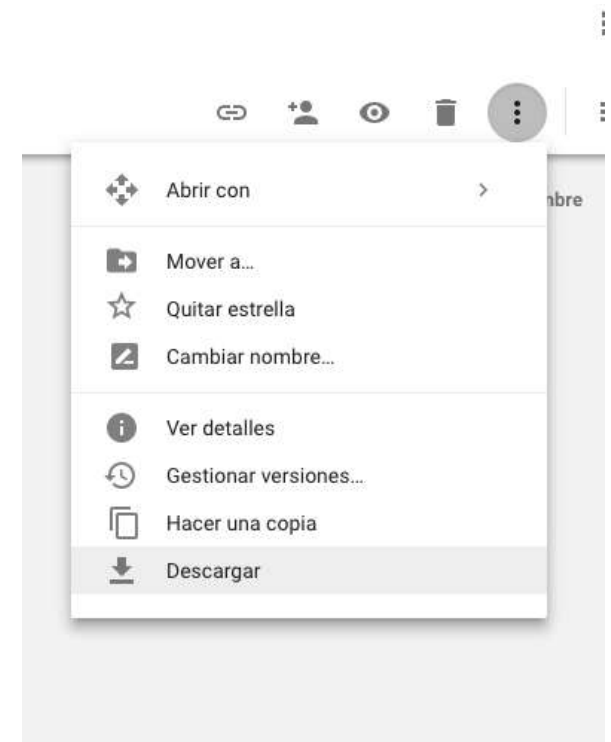 Abrir con
Mover a...
Quitar estrella
Cambiar nombre...
Ver detalles
Gestionar versiones...
Hacer una copia
Descargar